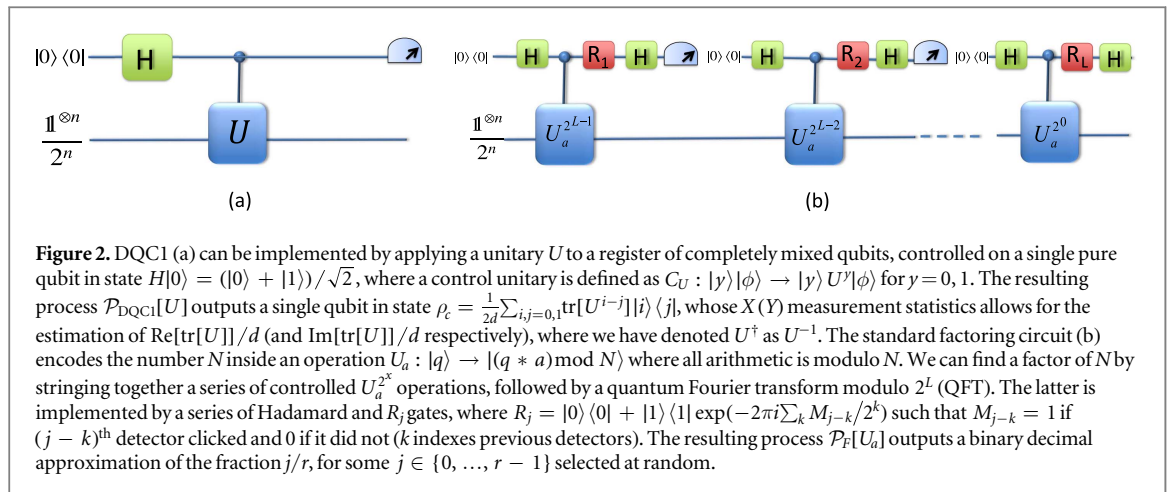 |0⟩⟨0| H
𝟙^{⊗n}/2^n U
(a)
|0⟩⟨0| H R_1 H |0⟩⟨0| H R_2 H |0⟩⟨0| H R_L H
𝟙^{⊗n}/2^n U_a^{2^{L-1}} U_a^{2^{L-2}} U_a^{2^0}
(b)
Figure 2. DQC1 (a) can be implemented by applying a unitary U to a register of completely mixed qubits, controlled on a single pure
qubit in state H|0⟩ = (|0⟩ + |1⟩)/√2, where a control unitary is defined as C_U : |y⟩|ϕ⟩ → |y⟩ U^y|ϕ⟩ for y = 0, 1. The resulting
process 𝒫_{DQC1}[U] outputs a single qubit in state ρ_c = \frac{1}{2d}∑_{i,j=0,1}tr[U^{i−j}]|i⟩⟨j|, whose X(Y) measurement statistics allows for the
estimation of Re[tr[U]]/d (and Im[tr[U]]/d respectively), where we have denoted U^† as U^{−1}. The standard factoring circuit (b)
encodes the number N inside an operation U_a : |q⟩ → |(q * a) mod N⟩ where all arithmetic is modulo N. We can find a factor of N by
stringing together a series of controlled U_a^{2^x} operations, followed by a quantum Fourier transform modulo 2^L (QFT). The latter is
implemented by a series of Hadamard and R_j gates, where R_j = |0⟩⟨0| + |1⟩⟨1| exp(−2πi∑_k M_{j−k}/2^k) such that M_{j−k} = 1 if
(j − k)^{th} detector clicked and 0 if it did not (k indexes previous detectors). The resulting process 𝒫_F[U_a] outputs a binary decimal
approximation of the fraction j/r, for some j ∈ {0, …, r − 1} selected at random.